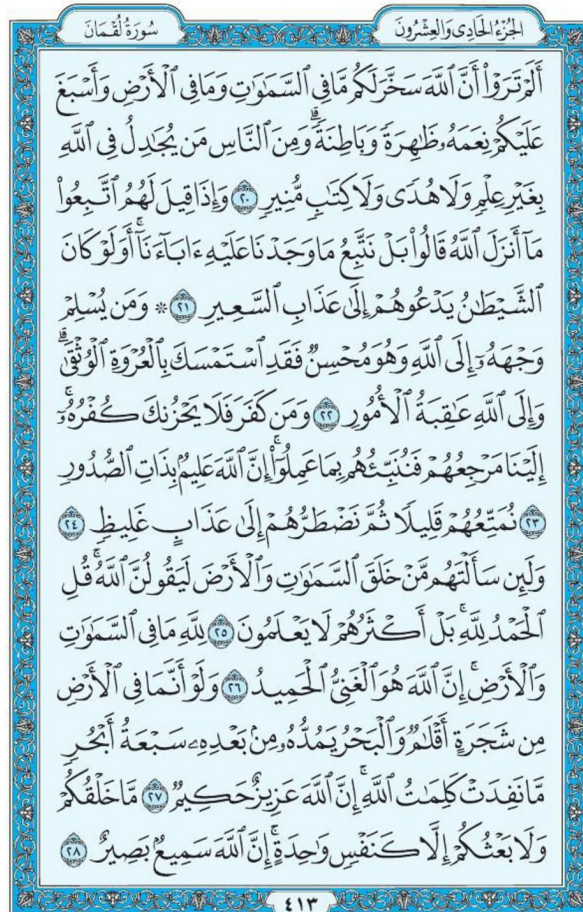 الجُزْءُ الحَادِى وَالعِشْرُونَ
سُورَةُ لُقْمَانَ
أَلَمْ تَرَوْا۟ أَنَّ ٱللَّهَ سَخَّرَ لَكُم مَّا فِى ٱلسَّمَٰوَٰتِ وَمَا فِى ٱلْأَرْضِ وَأَسْبَغَ
عَلَيْكُمْ نِعَمَهُۥ ظَٰهِرَةً وَبَاطِنَةً ۗ وَمِنَ ٱلنَّاسِ مَن يُجَٰدِلُ فِى ٱللَّهِ
بِغَيْرِ عِلْمٍ وَلَا هُدًى وَلَا كِتَٰبٍ مُّنِيرٍ ٢٠ وَإِذَا قِيلَ لَهُمُ ٱتَّبِعُوا۟
مَآ أَنزَلَ ٱللَّهُ قَالُوا۟ بَلْ نَتَّبِعُ مَا وَجَدْنَا عَلَيْهِ ءَابَآءَنَآ ۚ أَوَلَوْ كَانَ
ٱلشَّيْطَٰنُ يَدْعُوهُمْ إِلَىٰ عَذَابِ ٱلسَّعِيرِ ٢١ ۞ وَمَن يُسْلِمْ
وَجْهَهُۥٓ إِلَى ٱللَّهِ وَهُوَ مُحْسِنٌ فَقَدِ ٱسْتَمْسَكَ بِٱلْعُرْوَةِ ٱلْوُثْقَىٰ ۗ
وَإِلَى ٱللَّهِ عَٰقِبَةُ ٱلْأُمُورِ ٢٢ وَمَن كَفَرَ فَلَا يَحْزُنكَ كُفْرُهُۥٓ ۚ
إِلَيْنَا مَرْجِعُهُمْ فَنُنَبِّئُهُم بِمَا عَمِلُوٓا۟ ۚ إِنَّ ٱللَّهَ عَلِيمٌۢ بِذَاتِ ٱلصُّدُورِ
٢٣ نُمَتِّعُهُمْ قَلِيلًا ثُمَّ نَضْطَرُّهُمْ إِلَىٰ عَذَابٍ غَلِيظٍ ٢٤
وَلَئِن سَأَلْتَهُم مَّنْ خَلَقَ ٱلسَّمَٰوَٰتِ وَٱلْأَرْضَ لَيَقُولُنَّ ٱللَّهُ ۚ قُلِ
ٱلْحَمْدُ لِلَّهِ ۚ بَلْ أَكْثَرُهُمْ لَا يَعْلَمُونَ ٢٥ لِلَّهِ مَا فِى ٱلسَّمَٰوَٰتِ
وَٱلْأَرْضِ ۚ إِنَّ ٱللَّهَ هُوَ ٱلْغَنِىُّ ٱلْحَمِيدُ ٢٦ وَلَوْ أَنَّمَا فِى ٱلْأَرْضِ
مِن شَجَرَةٍ أَقْلَٰمٌ وَٱلْبَحْرُ يَمُدُّهُۥ مِنۢ بَعْدِهِۦ سَبْعَةُ أَبْحُرٍ
مَّا نَفِدَتْ كَلِمَٰتُ ٱللَّهِ ۗ إِنَّ ٱللَّهَ عَزِيزٌ حَكِيمٌ ٢٧ مَّا خَلْقُكُمْ
وَلَا بَعْثُكُمْ إِلَّا كَنَفْسٍ وَٰحِدَةٍ ۗ إِنَّ ٱللَّهَ سَمِيعٌۢ بَصِيرٌ ٢٨
٤١٣